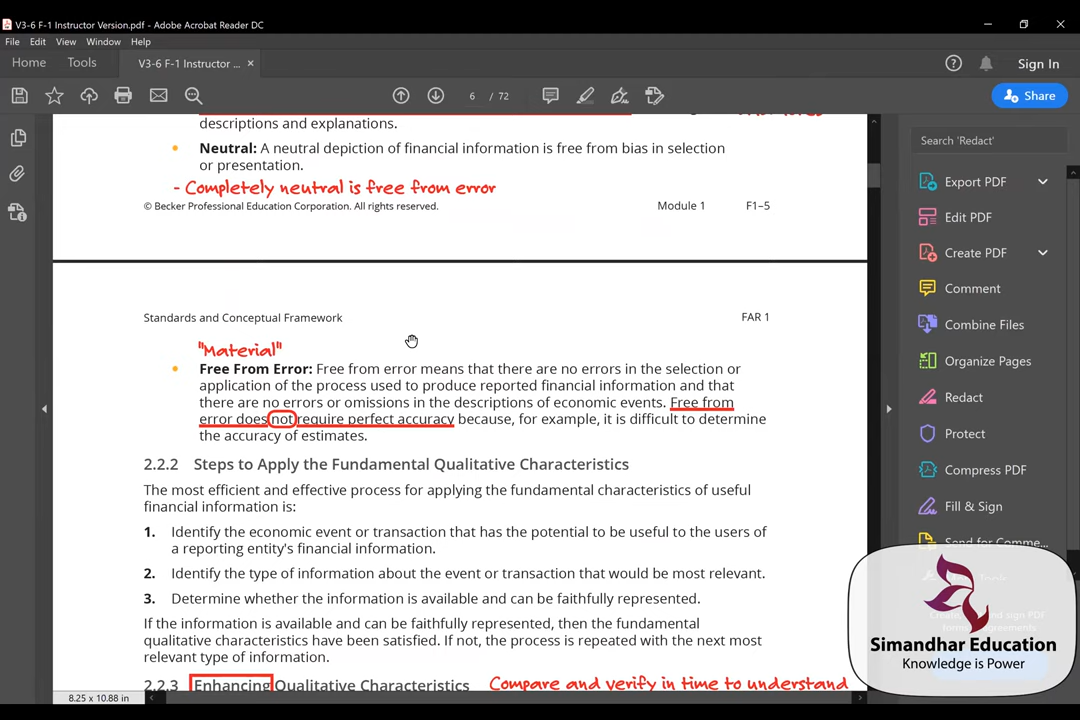 V3-6 F-1 Instructor Version.pdf - Adobe Acrobat Reader DC
File Edit View Window Help
Home Tools V3-6 F-1 Instructor ... × Sign In
6 / 72 Share
descriptions and explanations.
• Neutral: A neutral depiction of financial information is free from bias in selection
or presentation.
- Completely neutral is free from error
© Becker Professional Education Corporation. All rights reserved. Module 1 F1–5
Standards and Conceptual Framework FAR 1
"Material"
• Free From Error: Free from error means that there are no errors in the selection or
application of the process used to produce reported financial information and that
there are no errors or omissions in the descriptions of economic events. Free from
error does not require perfect accuracy because, for example, it is difficult to determine
the accuracy of estimates.
2.2.2 Steps to Apply the Fundamental Qualitative Characteristics
The most efficient and effective process for applying the fundamental characteristics of useful
financial information is:
1. Identify the economic event or transaction that has the potential to be useful to the users of
a reporting entity's financial information.
2. Identify the type of information about the event or transaction that would be most relevant.
3. Determine whether the information is available and can be faithfully represented.
If the information is available and can be faithfully represented, then the fundamental
qualitative characteristics have been satisfied. If not, the process is repeated with the next most
relevant type of information.
2.2.3 Enhancing Qualitative Characteristics Compare and verify in time to understand
8.25 x 10.88 in
Search 'Redact'
Export PDF
Edit PDF
Create PDF
Comment
Combine Files
Organize Pages
Redact
Protect
Compress PDF
Fill & Sign
Send for Comme...
Simandhar Education
Knowledge is Power